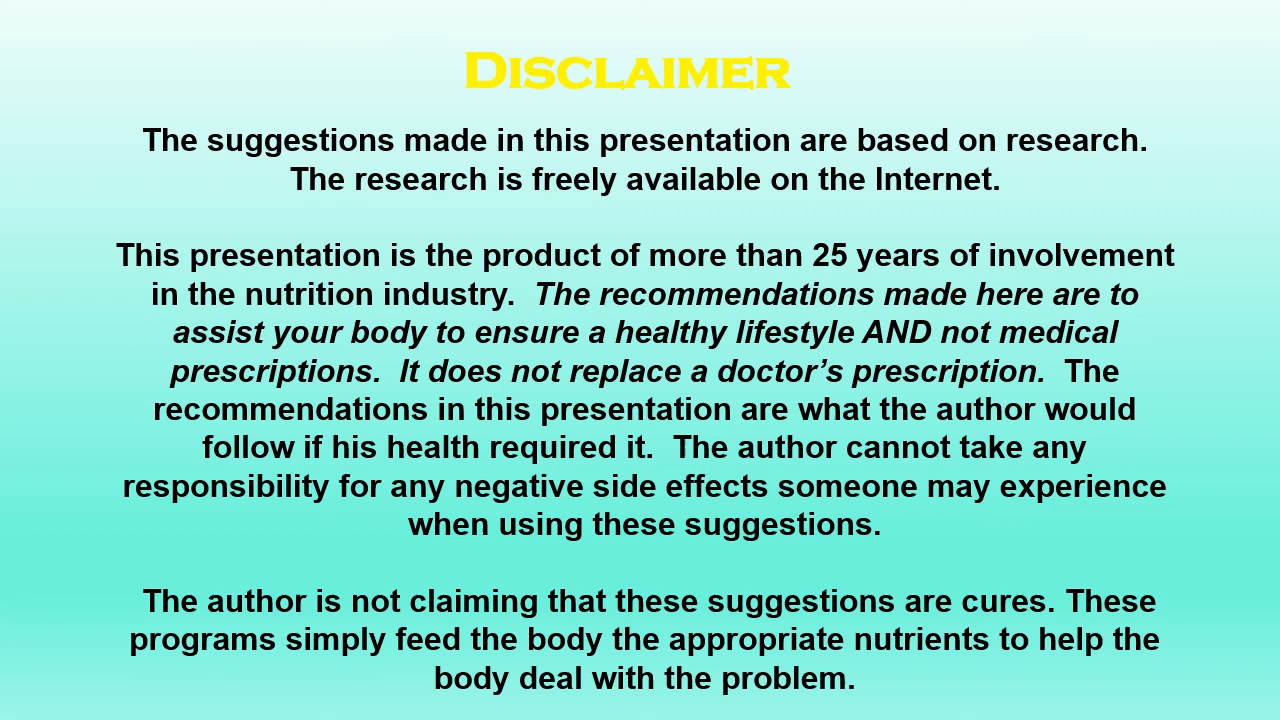 DISCLAIMER
The suggestions made in this presentation are based on research.
The research is freely available on the Internet.
This presentation is the product of more than 25 years of involvement
in the nutrition industry.  The recommendations made here are to
assist your body to ensure a healthy lifestyle AND not medical
prescriptions.  It does not replace a doctor’s prescription.  The
recommendations in this presentation are what the author would
follow if his health required it.  The author cannot take any
responsibility for any negative side effects someone may experience
when using these suggestions.
The author is not claiming that these suggestions are cures. These
programs simply feed the body the appropriate nutrients to help the
body deal with the problem.